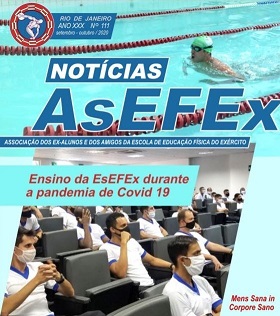 RIO DE JANEIRO
ANO XXX Nº 111
setembro - outubro / 2020
NOTÍCIAS
AsEFEx
ASSOCIAÇÃO DOS EX-ALUNOS E DOS AMIGOS DA ESCOLA DE EDUCAÇÃO FÍSICA DO EXÉRCITO
Ensino da EsEFEx durante
a pandemia de Covid 19
Mens Sana in
Corpore Sano